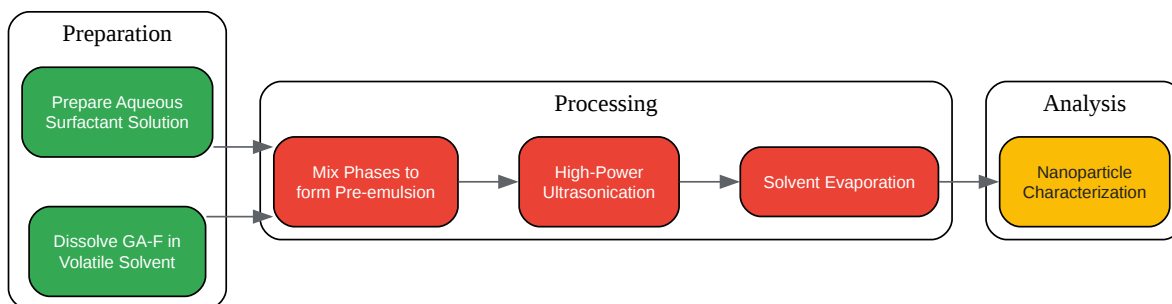 Preparation
Prepare Aqueous
Surfactant Solution
Dissolve GA-F in
Volatile Solvent
Processing
Mix Phases to
form Pre-emulsion
High-Power
Ultrasonication
Solvent Evaporation
Analysis
Nanoparticle
Characterization